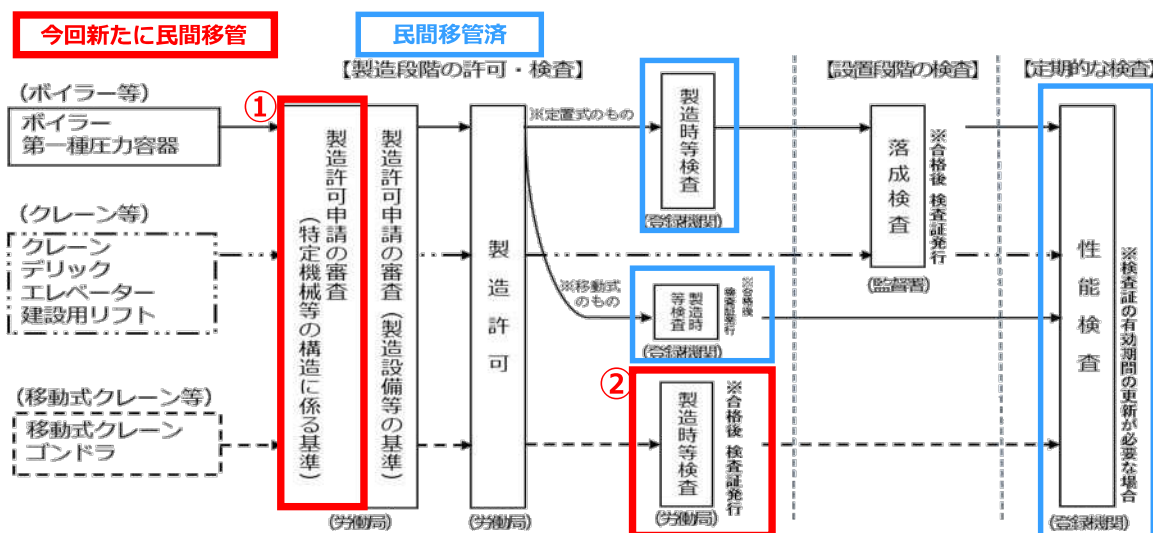 今回新たに民間移管
民間移管済
【製造段階の許可・検査】
【設置段階の検査】
【定期的な検査】
(ボイラー等)
ボイラー
第一種圧力容器
(クレーン等)
クレーン
デリック
エレベーター
建設用リフト
(移動式クレーン等)
移動式クレーン
ゴンドラ
①
製造許可申請の審査
(特定機械等の構造に係る基準)
製造許可申請の審査(製造設備等の基準)
(労働局)
製造許可
(労働局)
※定置式のもの
製造時等検査
(登録機関)
※移動式
のもの
製造時
等検査
※合格後
検査証発行
(登録機関)
②
製造時等検査
※合格後 検査証発行
(労働局)
落成検査
※合格後 検査証発行
(監督署)
性能検査
※検査証の有効期間の更新が必要な場合
(登録機関)